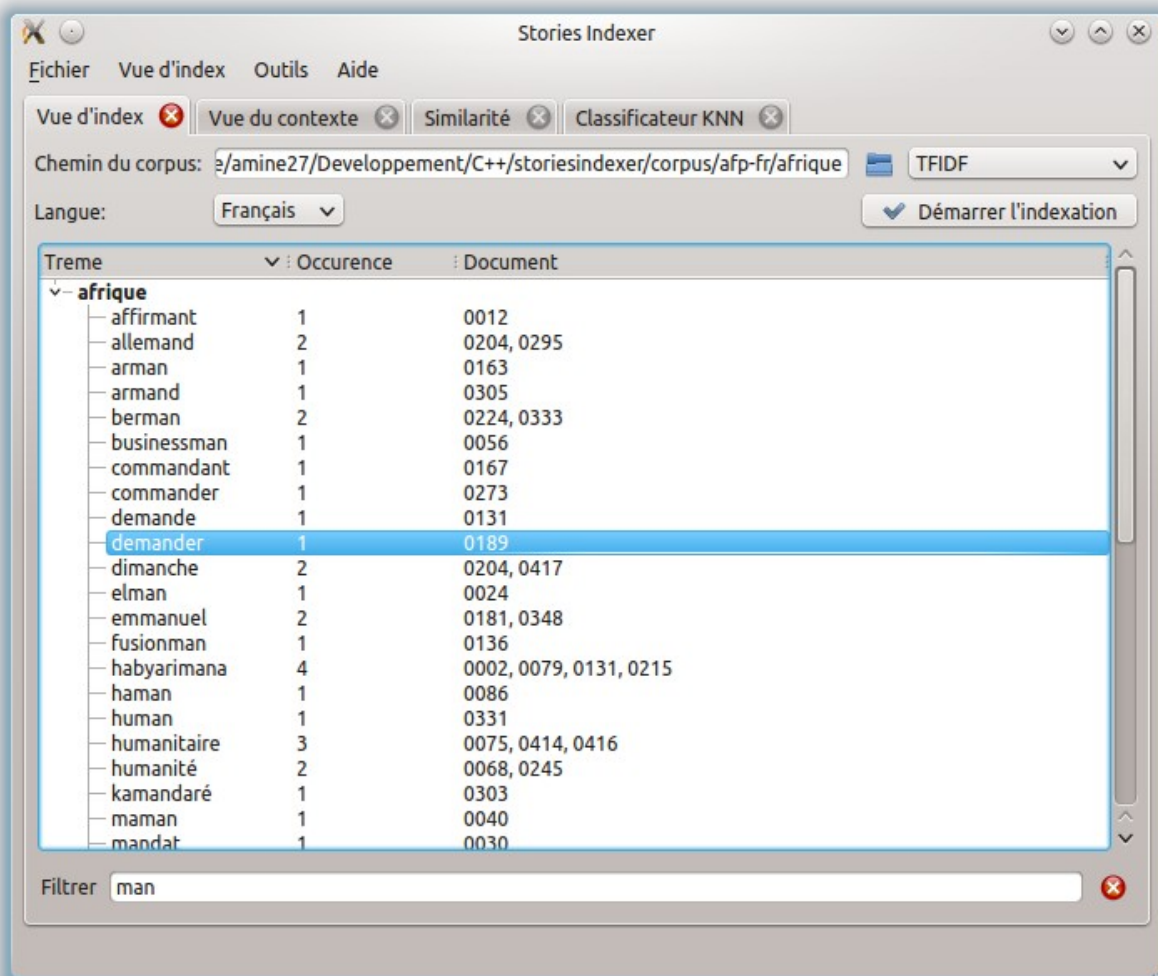 Stories Indexer
Fichier Vue d'index Outils Aide
Vue d'index Vue du contexte Similarité Classificateur KNN
Chemin du corpus: e/amine27/Developpement/C++/storiesindexer/corpus/afp-fr/afrique TFIDF
Langue: Français Démarrer l'indexation
Treme Occurence Document
afrique
affirmant 1 0012
allemand 2 0204, 0295
arman 1 0163
armand 1 0305
berman 2 0224, 0333
businessman 1 0056
commandant 1 0167
commander 1 0273
demande 1 0131
demander 1 0189
dimanche 2 0204, 0417
elman 1 0024
emmanuel 2 0181, 0348
fusionman 1 0136
habyarimana 4 0002, 0079, 0131, 0215
haman 1 0086
human 1 0331
humanitaire 3 0075, 0414, 0416
humanité 2 0068, 0245
kamandaré 1 0303
maman 1 0040
mandat 1 0030
Filtrer man